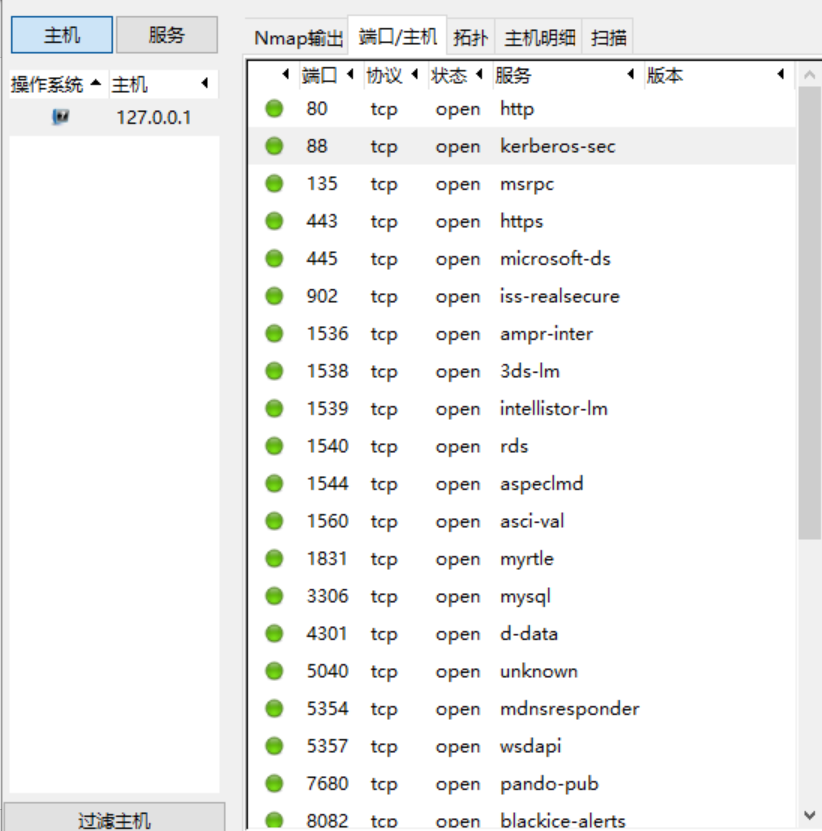 主机 服务 Nmap输出 端口/主机 拓扑 主机明细 扫描
操作系统 主机 端口 协议 状态 服务 版本
127.0.0.1 80 tcp open http
88 tcp open kerberos-sec
135 tcp open msrpc
443 tcp open https
445 tcp open microsoft-ds
902 tcp open iss-realsecure
1536 tcp open ampr-inter
1538 tcp open 3ds-lm
1539 tcp open intellistor-lm
1540 tcp open rds
1544 tcp open aspeclmd
1560 tcp open asci-val
1831 tcp open myrtle
3306 tcp open mysql
4301 tcp open d-data
5040 tcp open unknown
5354 tcp open mdnsresponder
5357 tcp open wsdapi
7680 tcp open pando-pub
过滤主机 8082 tcp open blackice-alerts